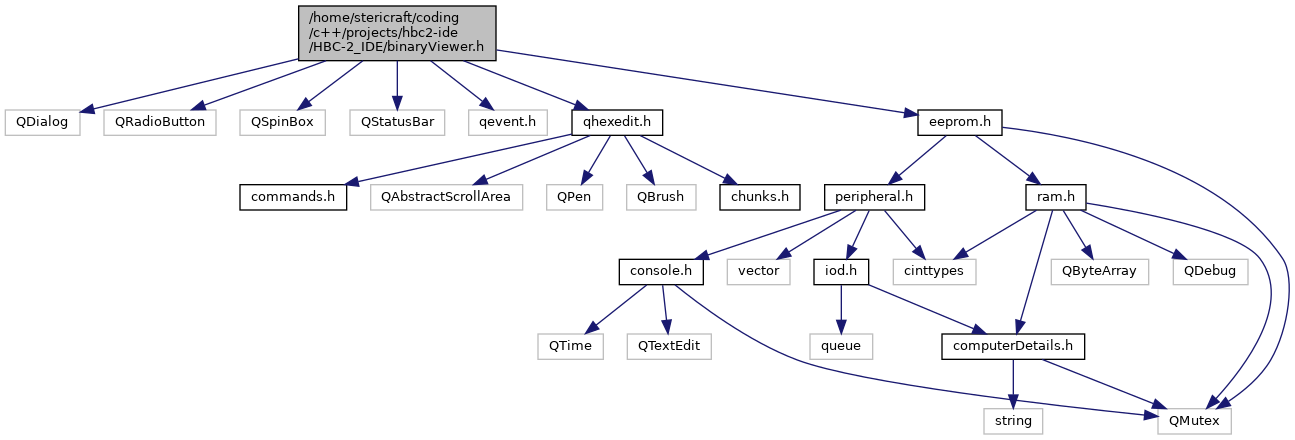 /home/stericraft/coding
/c++/projects/hbc2-ide
/HBC-2_IDE/binaryViewer.h
QDialog
QRadioButton
QSpinBox
QStatusBar
qevent.h
qhexedit.h
eeprom.h
commands.h
QAbstractScrollArea
QPen
QBrush
chunks.h
peripheral.h
ram.h
console.h
vector
iod.h
cinttypes
QByteArray
QDebug
QTime
QTextEdit
queue
computerDetails.h
string
QMutex